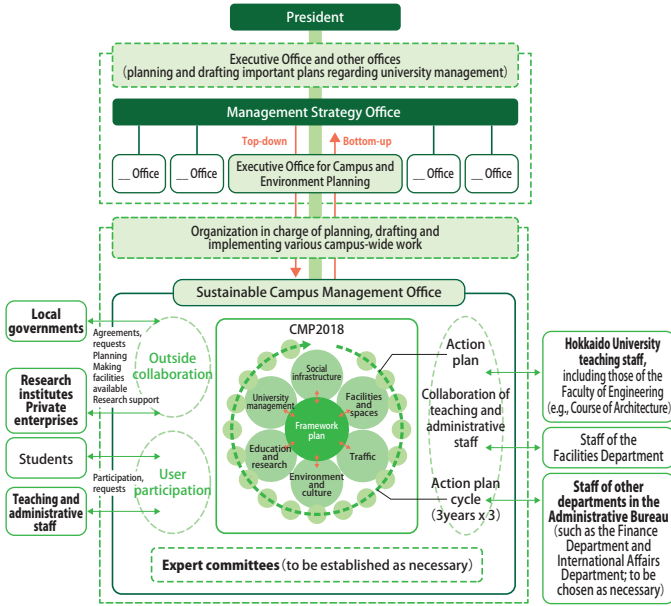 President
Executive Office and other offices
(planning and drafting important plans regarding university management)
Management Strategy Office
Top-down
Bottom-up
__ Office
__ Office
Executive Office for Campus and
Environment Planning
__ Office
__ Office
Organization in charge of planning, drafting and
implementing various campus-wide work
Sustainable Campus Management Office
Local
governments
Agreements,
requests
Planning
Making
facilities
available
Research support
Outside
collaboration
Research
institutes
Private
enterprises
Students
Participation,
requests
User
participation
Teaching and
administrative
staff
CMP2018
Social
infrastructure
University
management
Facilities
and
spaces
Framework
plan
Education
and
research
Traffic
Environment
and
culture
Action
plan
Collaboration of
teaching and
administrative
staff
Action plan
cycle
(3years x 3)
Hokkaido University
teaching staff,
including those of the
Faculty of Engineering
(e.g., Course of Architecture)
Staff of the
Facilities Department
Staff of other
departments in the
Administrative Bureau
(such as the Finance
Department and
International Affairs
Department; to be
chosen as necessary)
Expert committees (to be established as necessary)